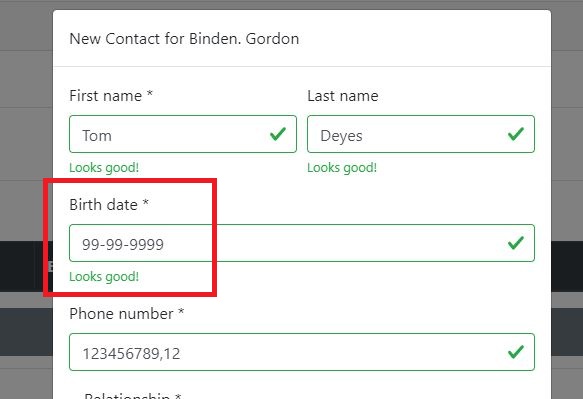 New Contact for Binden. Gordon
First name * Last name
Tom Deyes
Looks good! Looks good!
Birth date *
99-99-9999
Looks good!
Phone number *
123456789,12
Relationship *